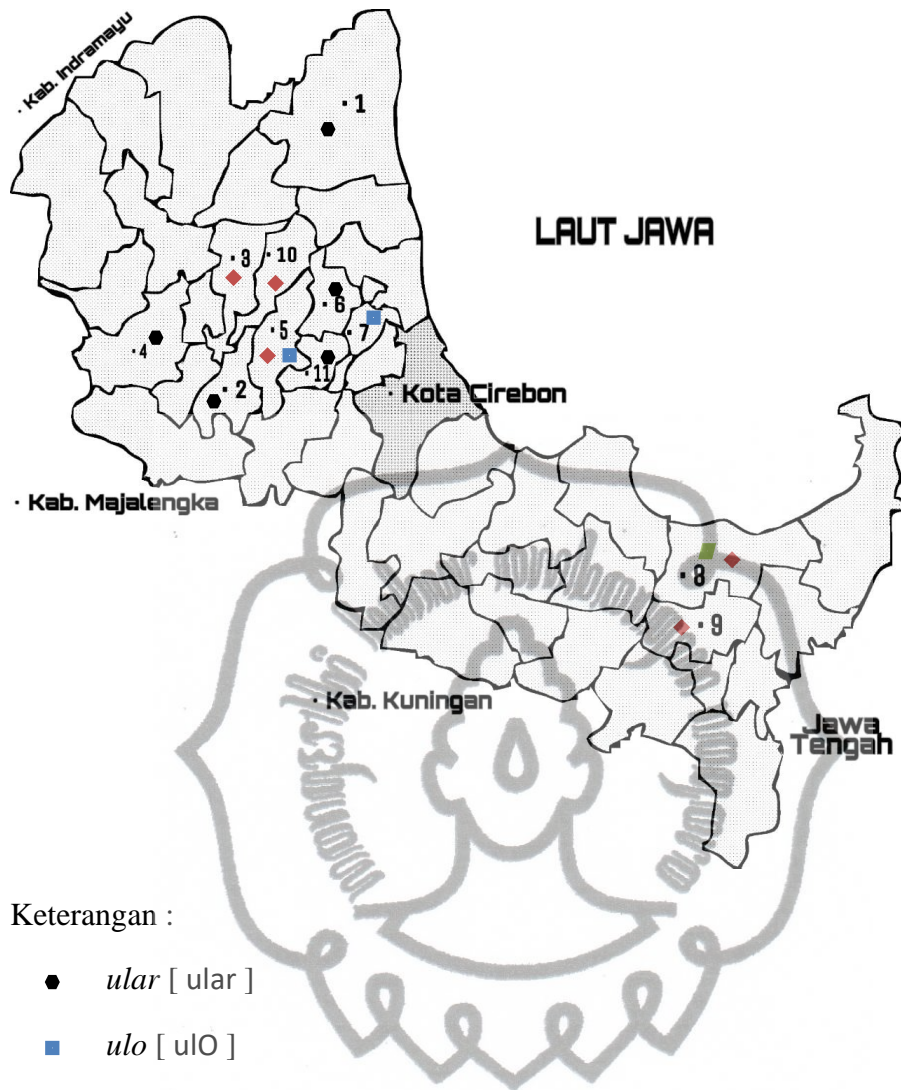 · Kab. Indramayu
· 1
LAUT JAWA
· 3
· 10
· 6
· 5
· 7
· 4
· 11
· 2
· Kota Cirebon
· Kab. Majalengka
· 8
· 9
· Kab. Kuningan
Jawa
Tengah
Keterangan :
ular [ ular ]
ulo [ ulO ]